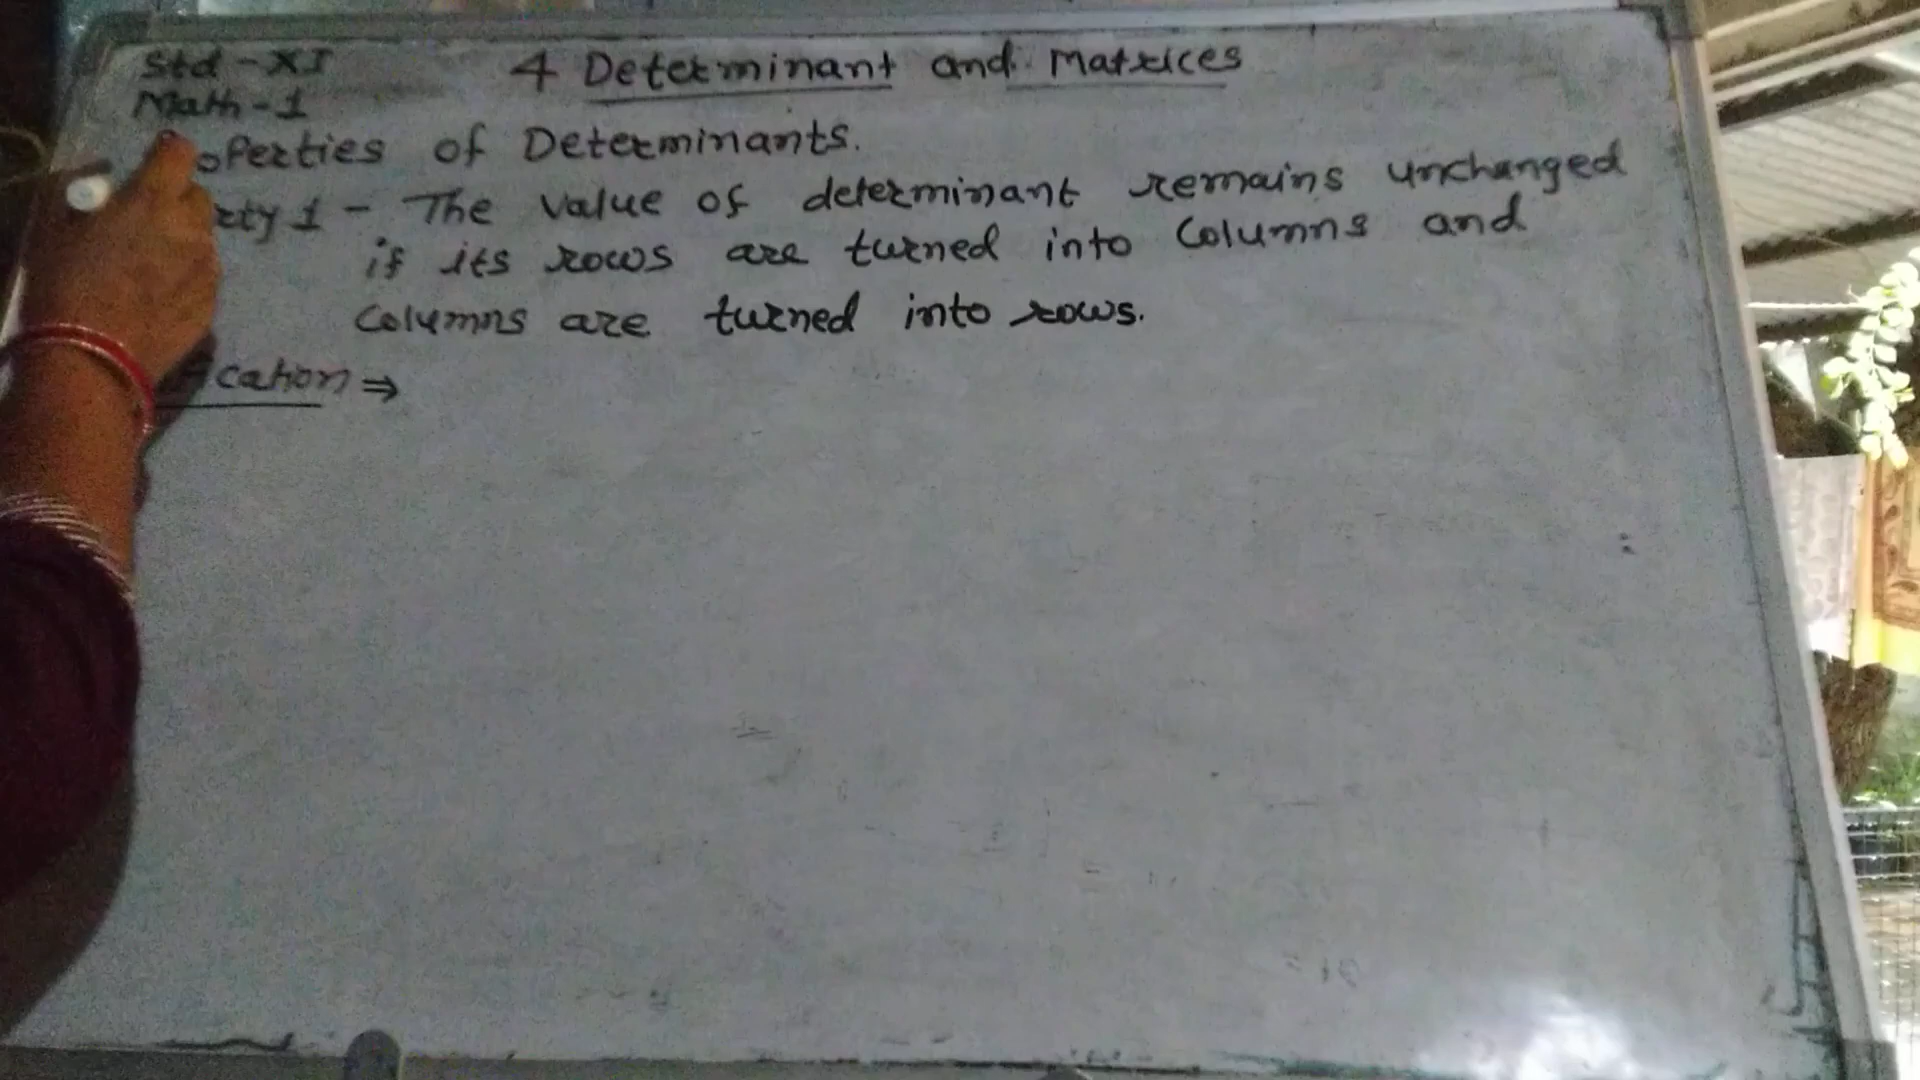 Std - XI
4 Determinant and Matrices
Math - 1
operties of Determinants.
rty 1 - The Value of determinant remains unchanged
if its rows are turned into Columns and
Columns are turned into rows.
cation ⇒